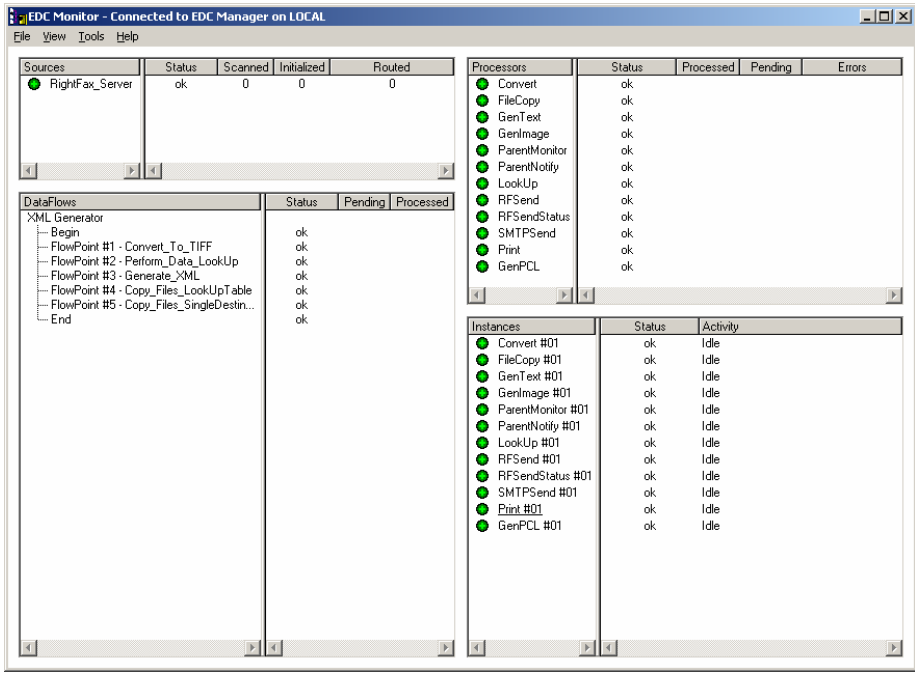 EDC Monitor - Connected to EDC Manager on LOCAL
File View Tools Help
Sources Status Scanned Initialized Routed
RightFax_Server ok 0 0 0
DataFlows Status Pending Processed
XML Generator
Begin ok
FlowPoint #1 - Convert_To_TIFF ok
FlowPoint #2 - Perform_Data_LookUp ok
FlowPoint #3 - Generate_XML ok
FlowPoint #4 - Copy_Files_LookUpTable ok
FlowPoint #5 - Copy_Files_SingleDestin... ok
End ok
Processors Status Processed Pending Errors
Convert ok
FileCopy ok
GenText ok
GenImage ok
ParentMonitor ok
ParentNotify ok
LookUp ok
RFSend ok
RFSendStatus ok
SMTPSend ok
Print ok
GenPCL ok
Instances Status Activity
Convert #01 ok Idle
FileCopy #01 ok Idle
GenText #01 ok Idle
GenImage #01 ok Idle
ParentMonitor #01 ok Idle
ParentNotify #01 ok Idle
LookUp #01 ok Idle
RFSend #01 ok Idle
RFSendStatus #01 ok Idle
SMTPSend #01 ok Idle
Print #01 ok Idle
GenPCL #01 ok Idle